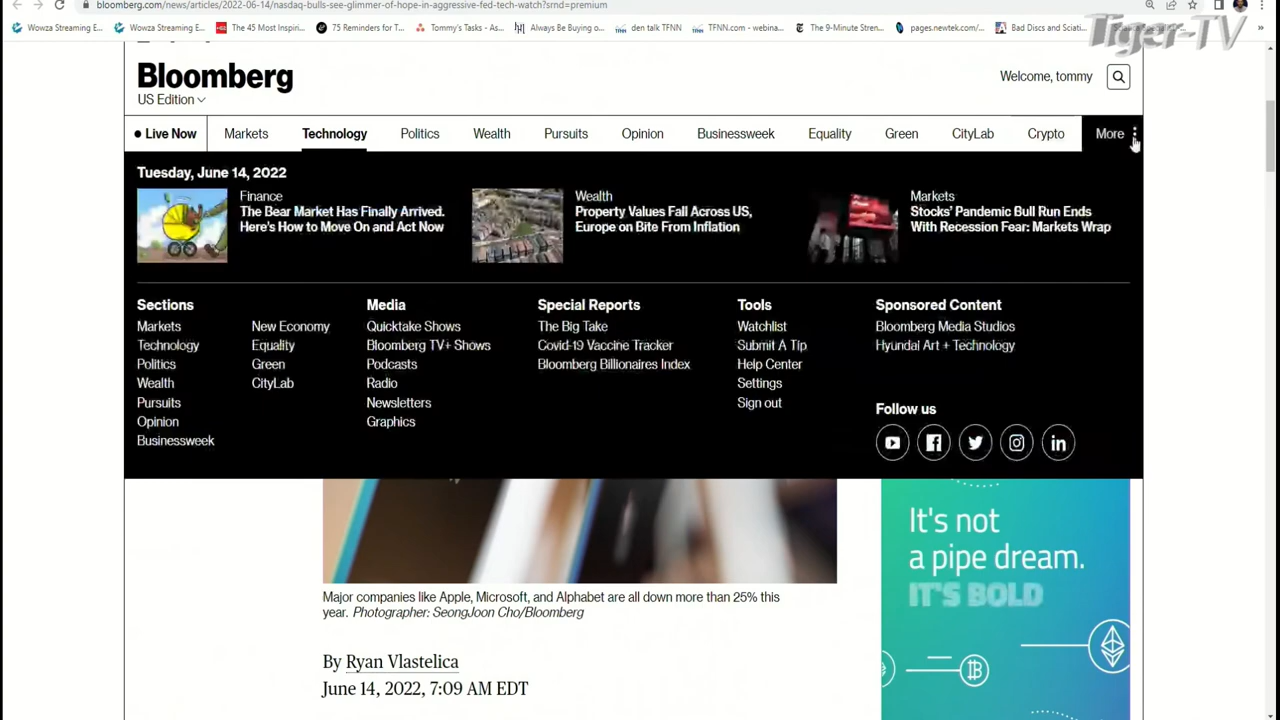 bloomberg.com/news/articles/2022-06-14/nasdaq-bulls-see-glimmer-of-hope-in-aggressive-fed-tech-watch?srnd=premium
Wowza Streaming E... Wowza Streaming E... The 45 Most Inspiri... 75 Reminders for T... Tommy's Tasks - As... Always Be Buying o... den talk TFNN TFNN.com - webina... The 9-Minute Stren... pages.newtek.com/... Bad Discs and Sciati... »
Tiger-TV
Bloomberg
US Edition
Welcome, tommy
Live Now Markets Technology Politics Wealth Pursuits Opinion Businessweek Equality Green CityLab Crypto More
Tuesday, June 14, 2022
Finance
The Bear Market Has Finally Arrived.
Here's How to Move On and Act Now
Wealth
Property Values Fall Across US,
Europe on Bite From Inflation
Markets
Stocks' Pandemic Bull Run Ends
With Recession Fear: Markets Wrap
Sections
Markets
Technology
Politics
Wealth
Pursuits
Opinion
Businessweek
New Economy
Equality
Green
CityLab
Media
Quicktake Shows
Bloomberg TV+ Shows
Podcasts
Radio
Newsletters
Graphics
Special Reports
The Big Take
Covid-19 Vaccine Tracker
Bloomberg Billionaires Index
Tools
Watchlist
Submit A Tip
Help Center
Settings
Sign out
Sponsored Content
Bloomberg Media Studios
Hyundai Art + Technology
Follow us
Major companies like Apple, Microsoft, and Alphabet are all down more than 25% this
year. Photographer: SeongJoon Cho/Bloomberg
By Ryan Vlastelica
June 14, 2022, 7:09 AM EDT
It's not
a pipe dream.
IT'S BOLD